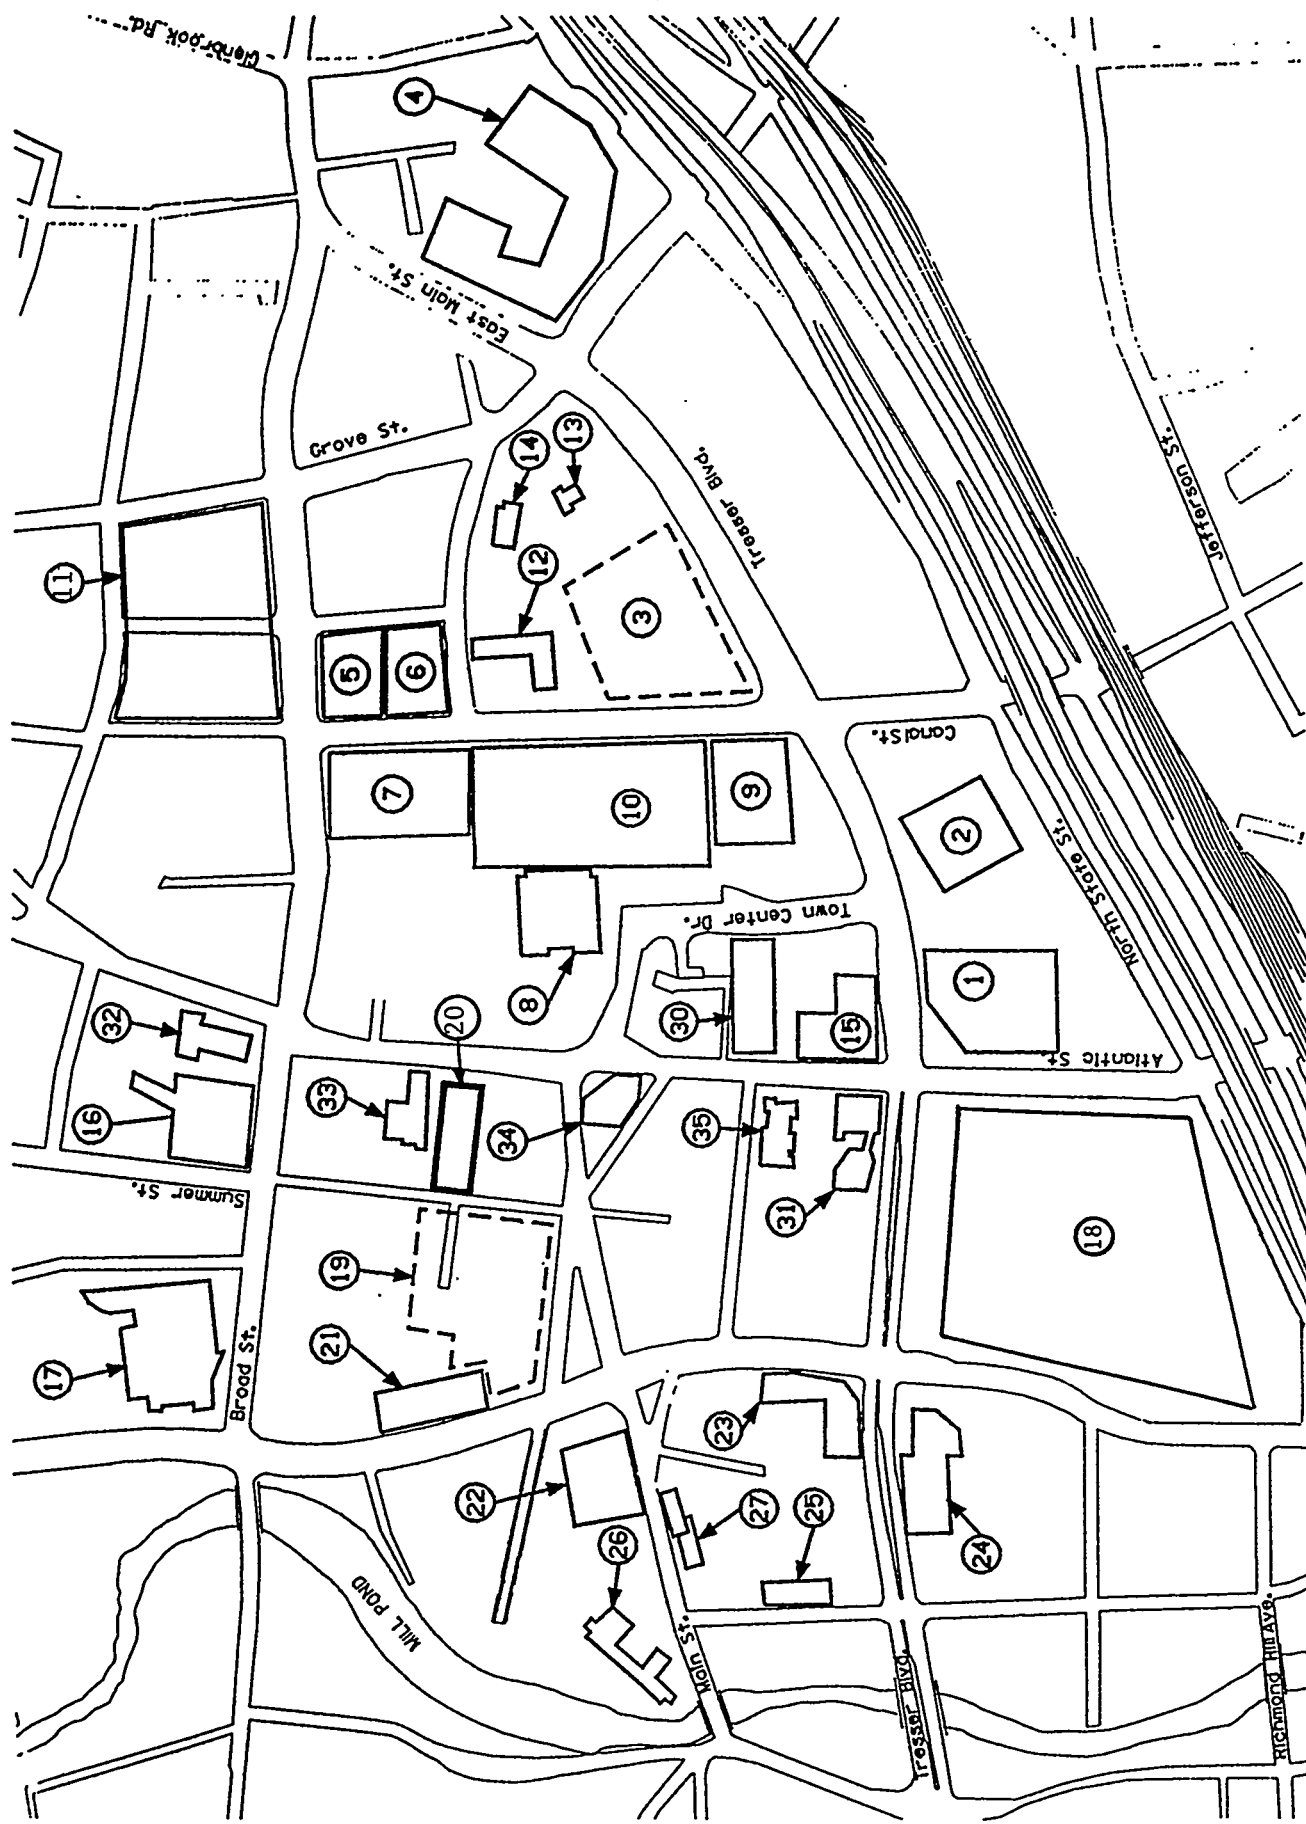 Glenbrook Rd.
4
East Main St.
Grove St.
14
13
Tresser Blvd.
Jefferson St.
11
12
3
5
6
7
10
9
Canal St.
2
North State St.
Town Center Dr.
8
1
30
15
Atlantic St.
32
20
16
33
34
35
31
Summer St.
19
18
17
21
Broad St.
23
22
27
25
26
24
MILL POND
Main St.
Tresser Blvd.
Richmond Hill Ave.